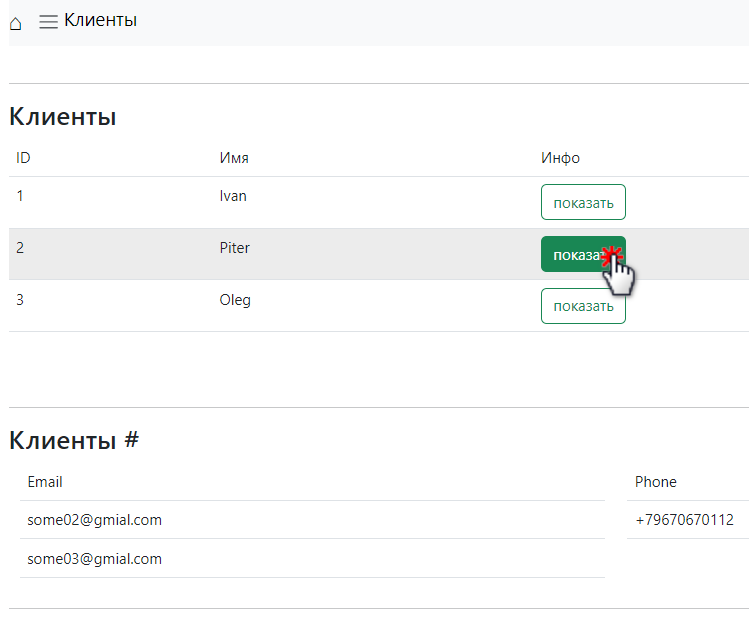 Клиенты
Клиенты
ID Имя Инфо
1 Ivan показать
2 Piter показа
3 Oleg показать
Клиенты #
Email Phone
some02@gmial.com +79670670112
some03@gmial.com